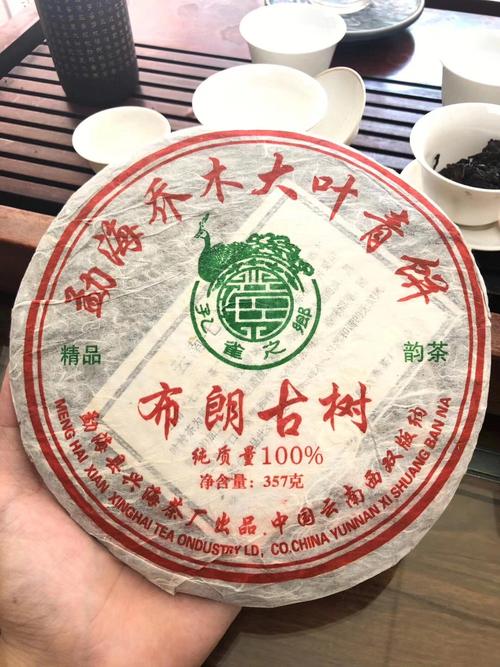 勐海乔木大叶青饼
孔雀之鄉
精品
韵茶
布朗古树
纯质量100%
净含量：357克
勐海县兴海茶厂出品.中国云南西双版纳
MENG HAI XIAN XINGHAI TEA ONDUSTRY LD, CO.CHINA YUNNAN XI SHUANG BAN NA